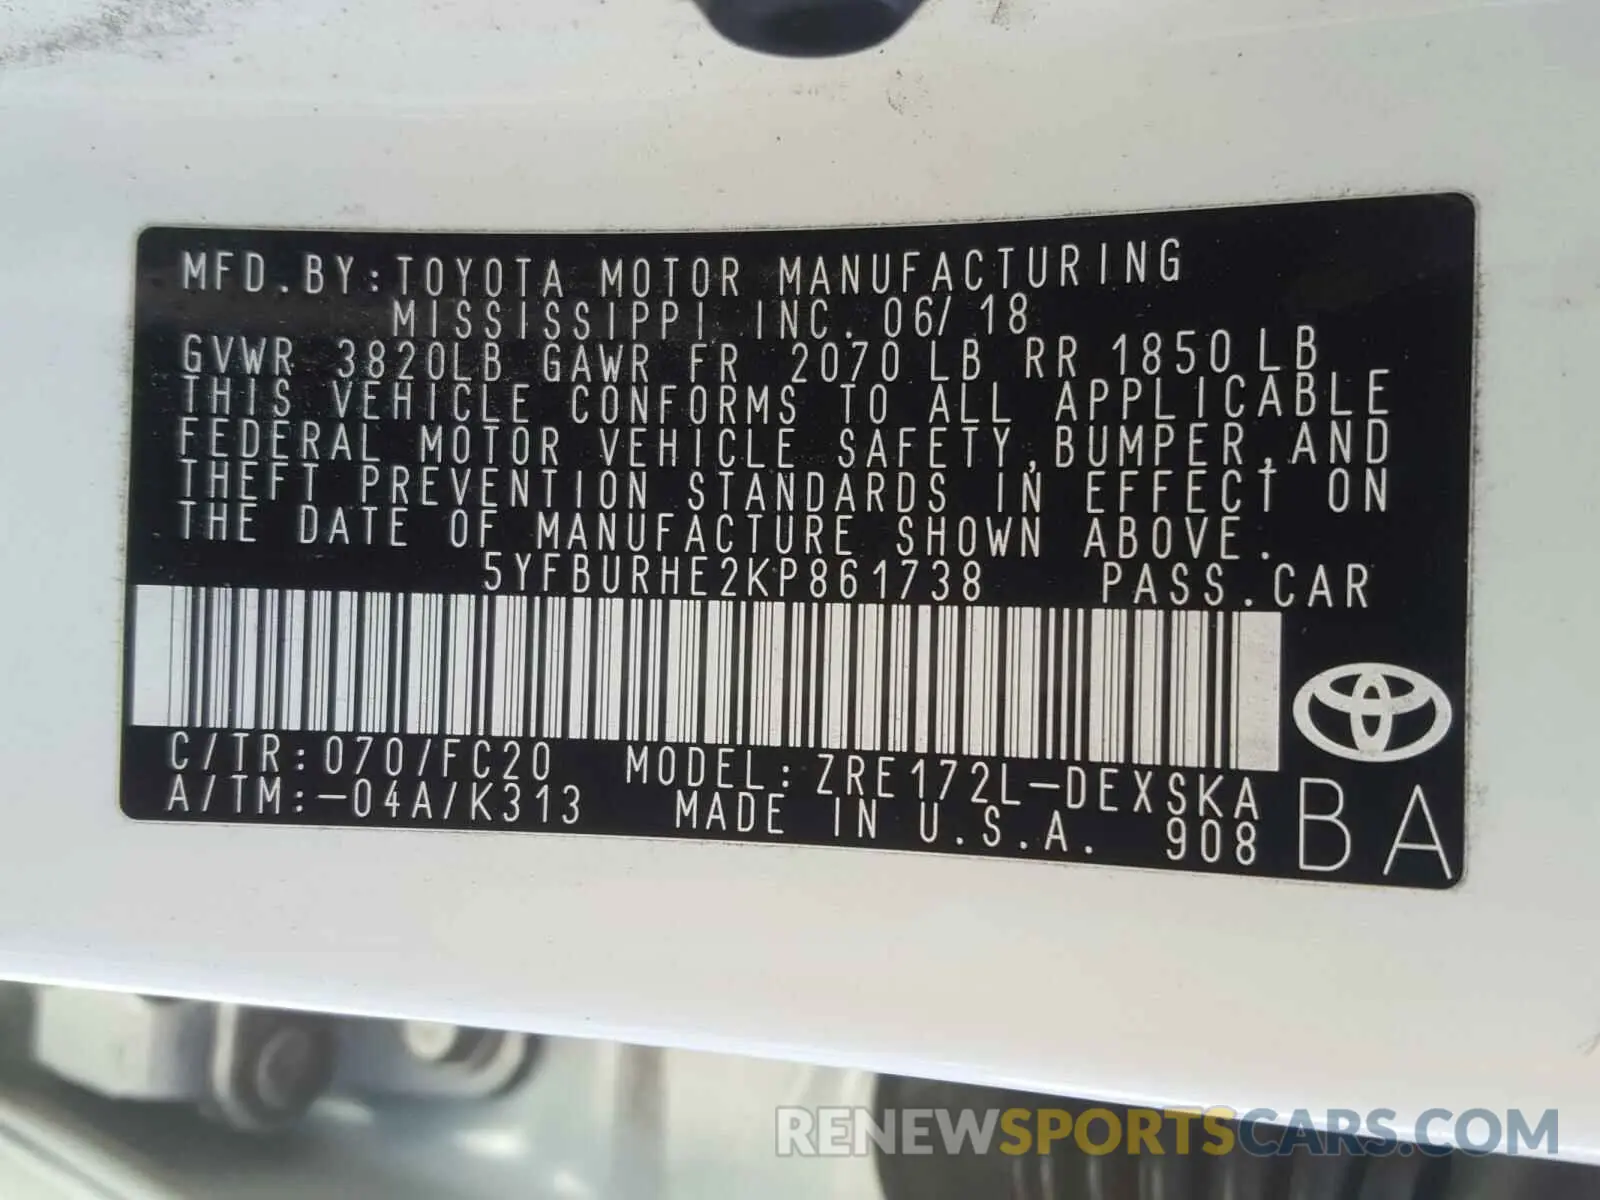 MFD. BY: TOYOTA MOTOR MANUFACTURING
MISSISSIPPI INC. 06/ 18
GVWR 3820LB GAWR FR 2070 LB RR 1850 LB
THIS VEHICLE CONFORMS TO ALL APPLICABLE
FEDERAL MOTOR VEHICLE SAFETY, BUMPER, AND
THEFT PREVENTION STANDARDS IN EFFECT ON
THE DATE OF MANUFACTURE SHOWN ABOVE.
5YFBURHE2KP861738 PASS. CAR
C/TR: 070/FC20 MODEL: ZRE172L-DEXSKA
A/TM: -04A/K313 MADE IN U.S.A. 908
BA
RENEWSPORTSCARS.COM